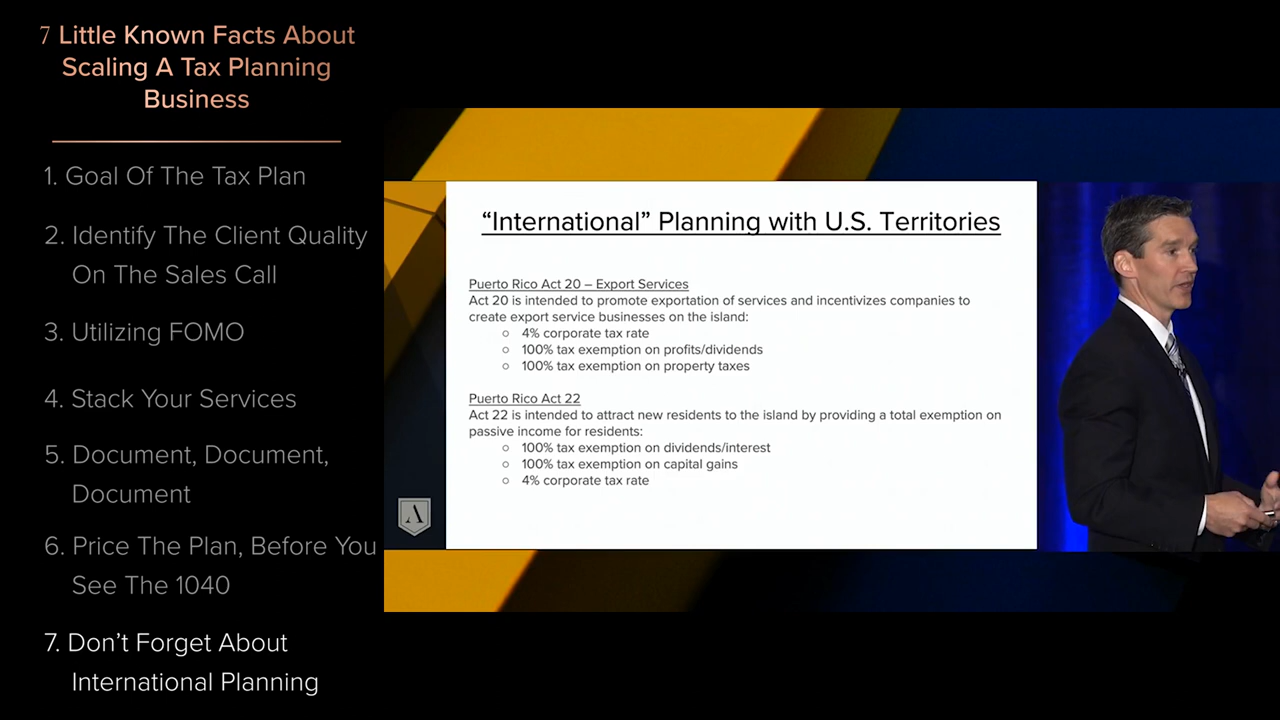 7 Little Known Facts About
Scaling A Tax Planning
Business
1. Goal Of The Tax Plan
2. Identify The Client Quality
On The Sales Call
3. Utilizing FOMO
4. Stack Your Services
5. Document, Document,
Document
6. Price The Plan, Before You
See The 1040
7. Don’t Forget About
International Planning
“International” Planning with U.S. Territories
Puerto Rico Act 20 – Export Services
Act 20 is intended to promote exportation of services and incentivizes companies to
create export service businesses on the island:
○ 4% corporate tax rate
○ 100% tax exemption on profits/dividends
○ 100% tax exemption on property taxes
Puerto Rico Act 22
Act 22 is intended to attract new residents to the island by providing a total exemption on
passive income for residents:
○ 100% tax exemption on dividends/interest
○ 100% tax exemption on capital gains
○ 4% corporate tax rate
A